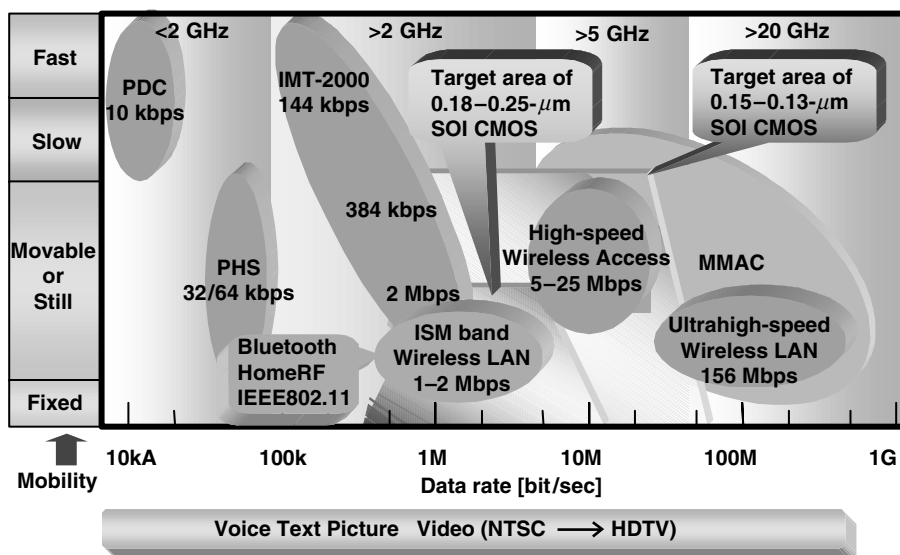 <2 GHz
>2 GHz
>5 GHz
>20 GHz
Fast
Slow
Movable
or
Still
Fixed
Mobility
PDC
10 kbps
IMT-2000
144 kbps
384 kbps
2 Mbps
Target area of
0.18–0.25-μm
SOI CMOS
Target area of
0.15–0.13-μm
SOI CMOS
PHS
32/64 kbps
High-speed
Wireless Access
5–25 Mbps
MMAC
Bluetooth
HomeRF
IEEE802.11
ISM band
Wireless LAN
1–2 Mbps
Ultrahigh-speed
Wireless LAN
156 Mbps
10kA
100k
1M
10M
100M
1G
Data rate [bit/sec]
Voice Text Picture Video (NTSC ⟶ HDTV)